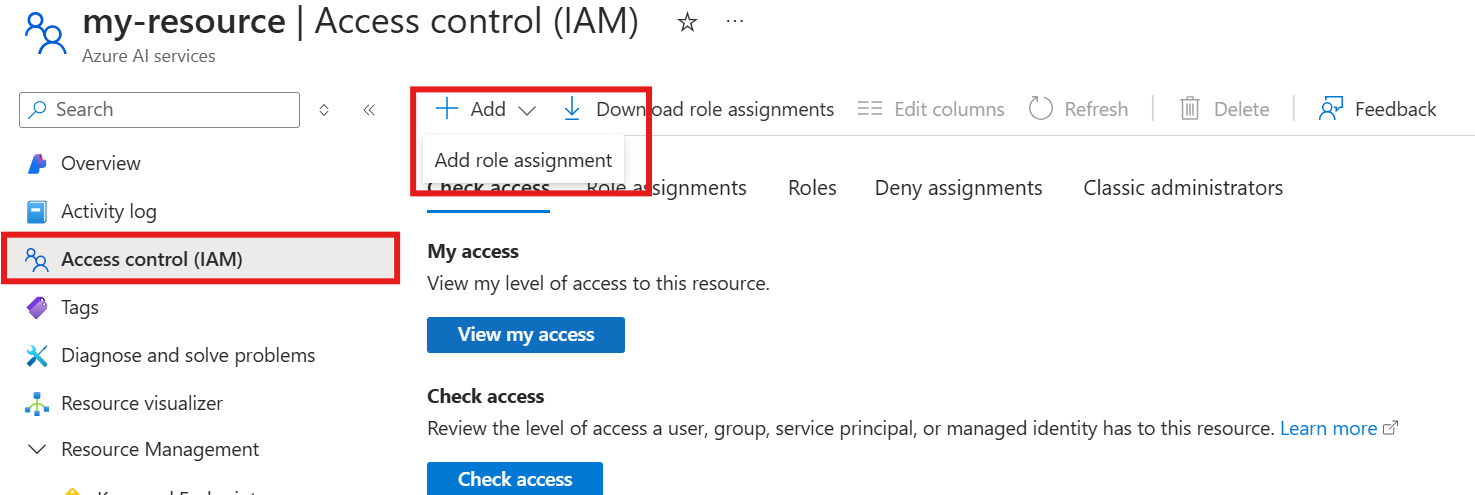 my-resource | Access control (IAM)
Azure AI services
Search
Add
Download role assignments
Edit columns
Refresh
Delete
Feedback
Add role assignment
Overview
Activity log
Access control (IAM)
Tags
Diagnose and solve problems
Resource visualizer
Resource Management
Check access
Role assignments
Roles
Deny assignments
Classic administrators
My access
View my level of access to this resource.
View my access
Check access
Review the level of access a user, group, service principal, or managed identity has to this resource. Learn more
Check access